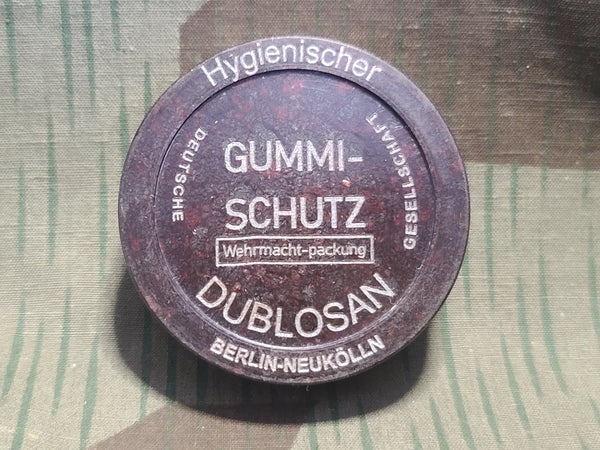 Hygienischer
DEUTSCHE
GESELLSCHAFT
GUMMI-
SCHUTZ
Wehrmacht-packung
DUBLOSAN
BERLIN-NEUKÖLLN